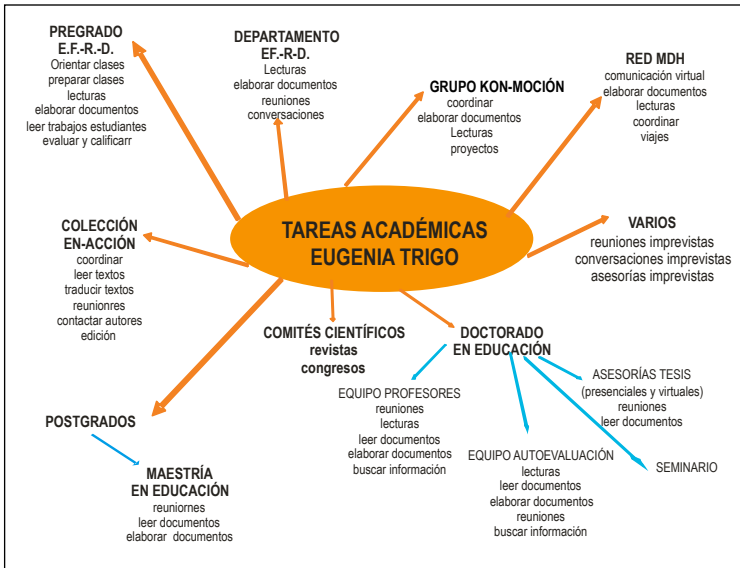 PREGRADO
E.F.-R.-D.
Orientar clases
preparar clases
lecturas
elaborar documentos
leer trabajos estudiantes
evaluar y calificarr
DEPARTAMENTO
EF.-R-D.
Lecturas
elaborar documentos
reuniones
conversaciones
GRUPO KON-MOCIÓN
coordinar
elaborar documentos
Lecturas
proyectos
RED MDH
comunicación virtual
elaborar documentos
lecturas
coordinar
viajes
TAREAS ACADÉMICAS
EUGENIA TRIGO
COLECCIÓN
EN-ACCIÓN
coordinar
leer textos
traducir textos
reunionres
contactar autores
edición
VARIOS
reuniones imprevistas
conversaciones imprevistas
asesorías imprevistas
COMITÉS CIENTÍFICOS
revistas
congresos
DOCTORADO
EN EDUCACIÓN
EQUIPO PROFESORES
reuniones
lecturas
leer documentos
elaborar documentos
buscar información
ASESORÍAS TESIS
(presenciales y virtuales)
reuniones
leer documentos
POSTGRADOS
MAESTRÍA
EN EDUCACIÓN
reuniornes
leer documentos
elaborar documentos
EQUIPO AUTOEVALUACIÓN
lecturas
leer documentos
elaborar documentos
reuniones
buscar información
SEMINARIO